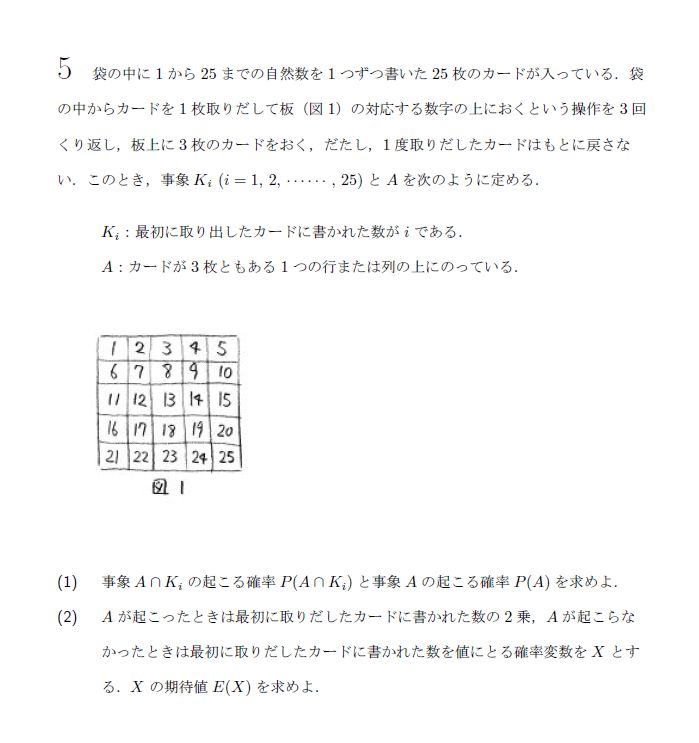 5 袋の中に 1 から 25 までの自然数を 1 つずつ書いた 25 枚のカードが入っている．袋
の中からカードを 1 枚取りだして板（図 1）の対応する数字の上におくという操作を 3 回
くり返し，板上に 3 枚のカードをおく，だたし，1 度取りだしたカードはもとに戻さな
い．このとき，事象 Kᵢ (i = 1, 2, ⋯⋯ , 25) と A を次のように定める．
Kᵢ : 最初に取り出したカードに書かれた数が i である．
A : カードが 3 枚ともある 1 つの行または列の上にのっている．
1 2 3 4 5
6 7 8 9 10
11 12 13 14 15
16 17 18 19 20
21 22 23 24 25
図 1
(1) 事象 A ∩ Kᵢ の起こる確率 P(A ∩ Kᵢ) と事象 A の起こる確率 P(A) を求めよ．
(2) A が起こったときは最初に取りだしたカードに書かれた数の 2 乗，A が起こらな
かったときは最初に取りだしたカードに書かれた数を値にとる確率変数を X とす
る．X の期待値 E(X) を求めよ．